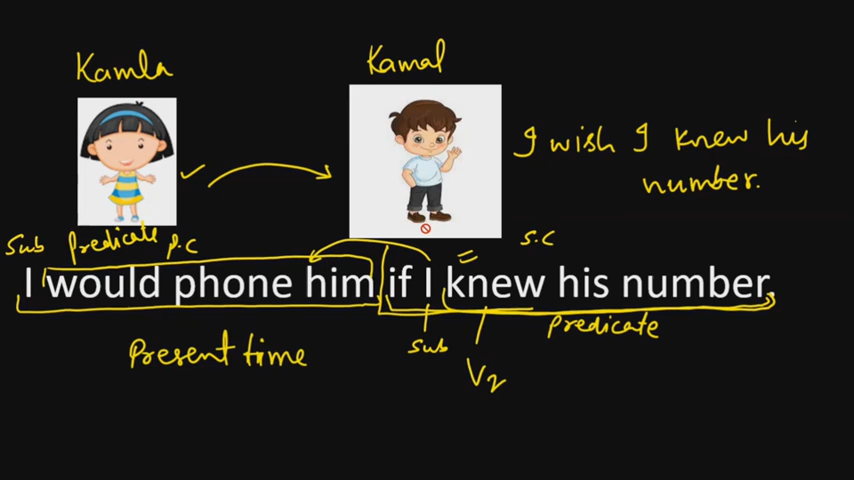 Kamla
Kamal
I wish I knew his
number.
Sub Predicate P.C
S.C
I would phone him if I knew his number.
Sub
Predicate
Present time
V2